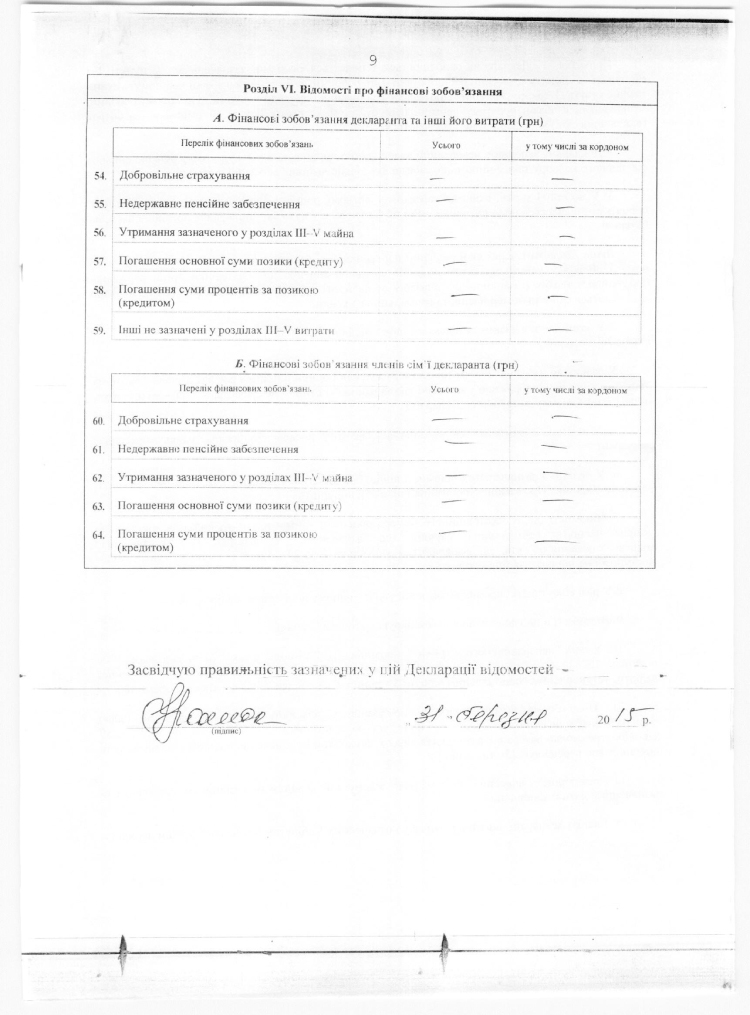 9
Розділ VI. Відомості про фінансові зобов’язання
А. Фінансові зобов’язання декларанта та інші його витрати (грн)
Перелік фінансових зобов’язань Усього у тому числі за кордоном
54. Добровільне страхування — —
55. Недержавне пенсійне забезпечення — —
56. Утримання зазначеного у розділах III–V майна — —
57. Погашення основної суми позики (кредиту) — —
58. Погашення суми процентів за позикою — —
(кредитом)
59. Інші не зазначені у розділах III–V витрати — —
Б. Фінансові зобов’язання членів сім’ї декларанта (грн)
Перелік фінансових зобов’язань Усього у тому числі за кордоном
60. Добровільне страхування — —
61. Недержавне пенсійне забезпечення — —
62. Утримання зазначеного у розділах III–V майна — —
63. Погашення основної суми позики (кредиту) — —
64. Погашення суми процентів за позикою — —
(кредитом)
Засвідчую правильність зазначених у цій Декларації відомостей
„ 31 " березня 2015 р.
(підпис)